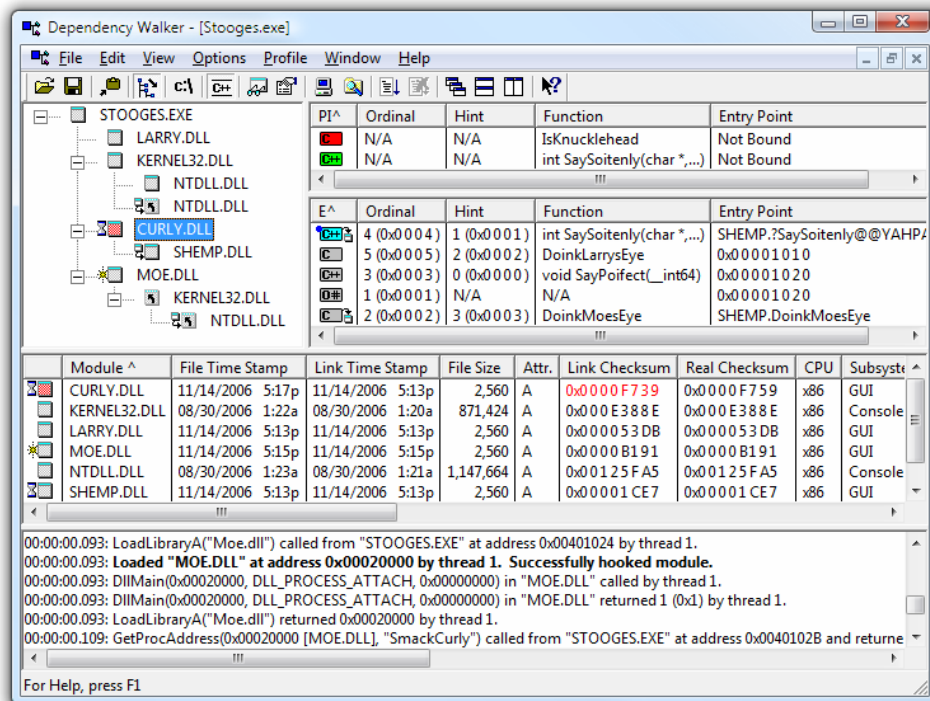 Dependency Walker - [Stooges.exe]
File Edit View Options Profile Window Help
C:\ C++
STOOGES.EXE
LARRY.DLL
KERNEL32.DLL
NTDLL.DLL
NTDLL.DLL
CURLY.DLL
SHEMP.DLL
MOE.DLL
KERNEL32.DLL
NTDLL.DLL
PI^ Ordinal Hint Function Entry Point
C N/A N/A IsKnucklehead Not Bound
C++ N/A N/A int SaySoitenly(char *,...) Not Bound
E^ Ordinal Hint Function Entry Point
C++ 4 (0x0004) 1 (0x0001) int SaySoitenly(char *,...) SHEMP.?SaySoitenly@@YAHPA
C 5 (0x0005) 2 (0x0002) DoinkLarrysEye 0x00001010
C++ 3 (0x0003) 0 (0x0000) void SayPoifect(__int64) 0x00001020
O# 1 (0x0001) N/A N/A 0x00001020
C 2 (0x0002) 3 (0x0003) DoinkMoesEye SHEMP.DoinkMoesEye
Module ^ File Time Stamp Link Time Stamp File Size Attr. Link Checksum Real Checksum CPU Subsyste
CURLY.DLL 11/14/2006 5:17p 11/14/2006 5:13p 2,560 A 0x0000F739 0x0000F759 x86 GUI
KERNEL32.DLL 08/30/2006 1:22a 08/30/2006 1:20a 871,424 A 0x000E388E 0x000E388E x86 Console
LARRY.DLL 11/14/2006 5:13p 11/14/2006 5:13p 2,560 A 0x000053DB 0x000053DB x86 GUI
MOE.DLL 11/14/2006 5:15p 11/14/2006 5:15p 2,560 A 0x0000B191 0x0000B191 x86 GUI
NTDLL.DLL 08/30/2006 1:23a 08/30/2006 1:21a 1,147,664 A 0x00125FA5 0x00125FA5 x86 Console
SHEMP.DLL 11/14/2006 5:13p 11/14/2006 5:13p 2,560 A 0x00001CE7 0x00001CE7 x86 GUI
00:00:00.093: LoadLibraryA("Moe.dll") called from "STOOGES.EXE" at address 0x00401024 by thread 1.
00:00:00.093: Loaded "MOE.DLL" at address 0x00020000 by thread 1. Successfully hooked module.
00:00:00.093: DllMain(0x00020000, DLL_PROCESS_ATTACH, 0x00000000) in "MOE.DLL" called by thread 1.
00:00:00.093: DllMain(0x00020000, DLL_PROCESS_ATTACH, 0x00000000) in "MOE.DLL" returned 1 (0x1) by thread 1.
00:00:00.093: LoadLibraryA("Moe.dll") returned 0x00020000 by thread 1.
00:00:00.109: GetProcAddress(0x00020000 [MOE.DLL], "SmackCurly") called from "STOOGES.EXE" at address 0x0040102B and returne
For Help, press F1